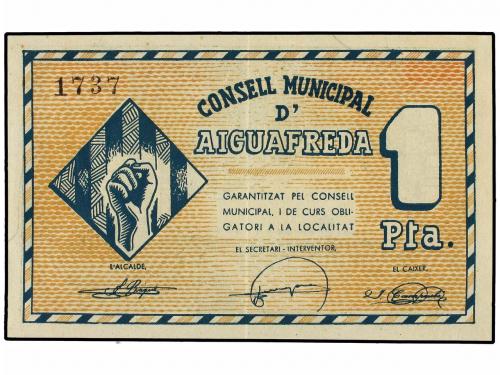 1737
CONSELL MUNICIPAL
D'
AIGUAFREDA
1
Pta.
GARANTITZAT PEL CONSELL
MUNICIPAL, I DE CURS OBLI-
GATORI A LA LOCALITAT
L'ALCALDE,
EL SECRETARI - INTERVENTOR,
EL CAIXER,